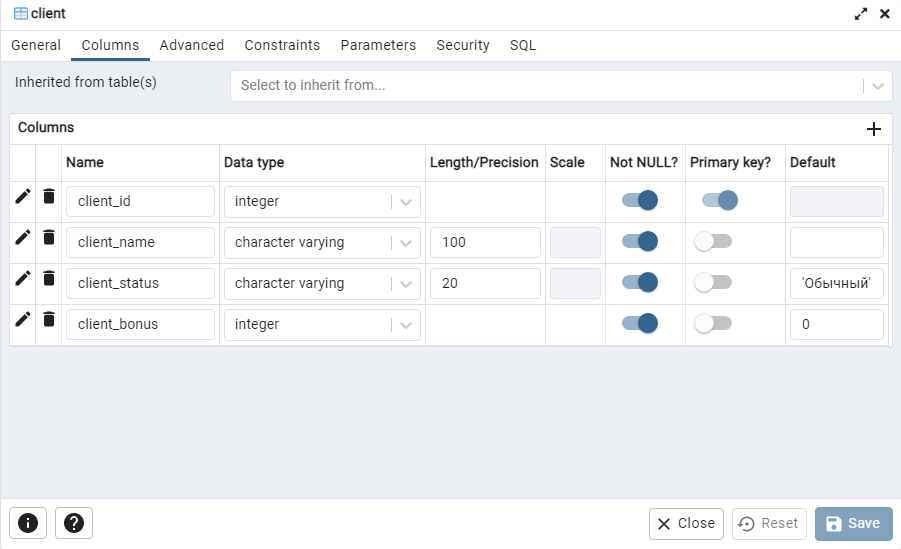 client
General Columns Advanced Constraints Parameters Security SQL
Inherited from table(s) Select to inherit from...
Columns
Name Data type Length/Precision Scale Not NULL? Primary key? Default
client_id integer
client_name character varying 100
client_status character varying 20 'Обычный'
client_bonus integer 0
Close Reset Save